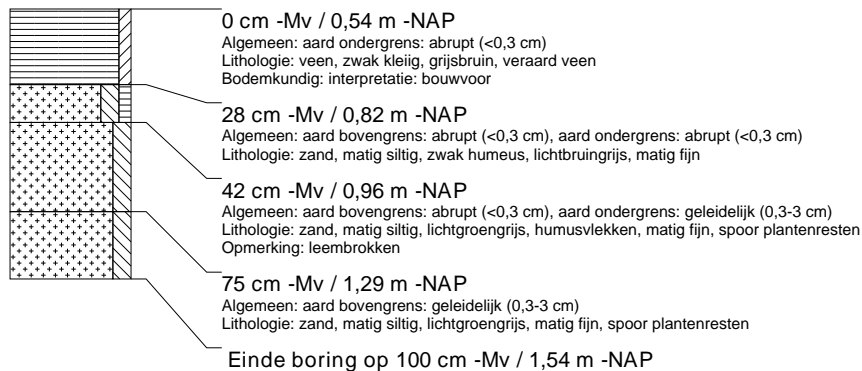 0 cm -Mv / 0,54 m -NAP
Algemeen: aard ondergrens: abrupt (<0,3 cm)
Lithologie: veen, zwak kleiig, grijsbruin, veraard veen
Bodemkundig: interpretatie: bouwvoor
28 cm -Mv / 0,82 m -NAP
Algemeen: aard bovengrens: abrupt (<0,3 cm), aard ondergrens: abrupt (<0,3 cm)
Lithologie: zand, matig siltig, zwak humeus, lichtbruingrijs, matig fijn
42 cm -Mv / 0,96 m -NAP
Algemeen: aard bovengrens: abrupt (<0,3 cm), aard ondergrens: geleidelijk (0,3-3 cm)
Lithologie: zand, matig siltig, lichtgroengrijs, humusvlekken, matig fijn, spoor plantenresten
Opmerking: leembrokken
75 cm -Mv / 1,29 m -NAP
Algemeen: aard bovengrens: geleidelijk (0,3-3 cm)
Lithologie: zand, matig siltig, lichtgroengrijs, matig fijn, spoor plantenresten
Einde boring op 100 cm -Mv / 1,54 m -NAP